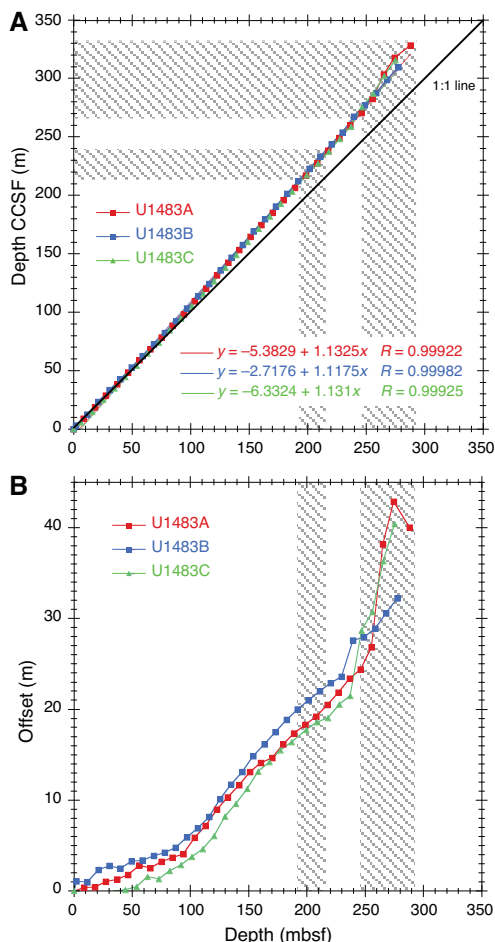 A
350
300
250
200
150
100
50
0
Depth CCSF (m)
1:1 line
U1483A
U1483B
U1483C
y = –5.3829 + 1.1325x R = 0.99922
y = –2.7176 + 1.1175x R = 0.99982
y = –6.3324 + 1.131x R = 0.99925
0 50 100 150 200 250 300 350
B
40
30
20
10
0
Offset (m)
U1483A
U1483B
U1483C
0 50 100 150 200 250 300 350
Depth (mbsf)